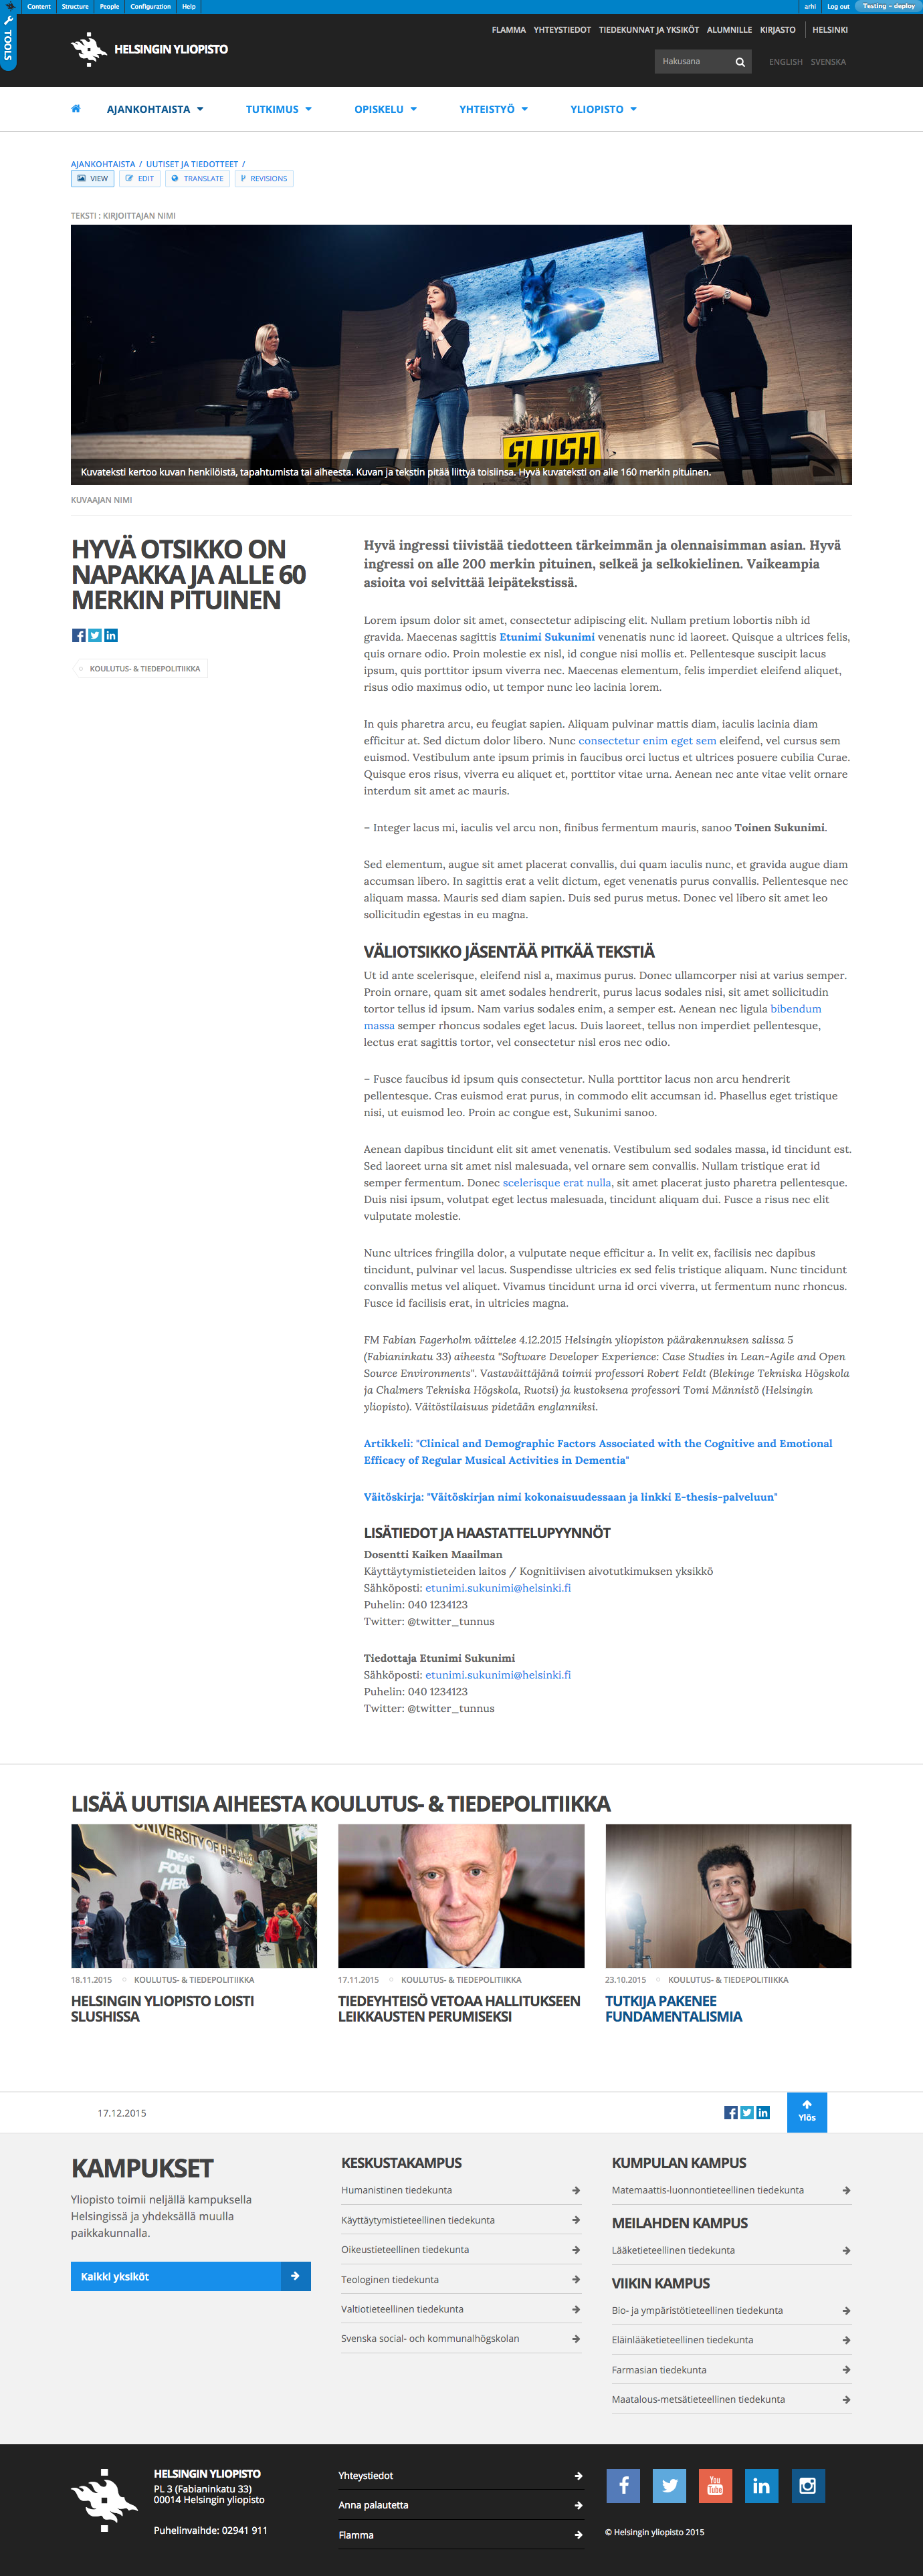 Content Structure People Configuration Help arhi Log out Testing – deploy
TOOLS
HELSINGIN YLIOPISTO
FLAMMA YHTEYSTIEDOT TIEDEKUNNAT JA YKSIKÖT ALUMNILLE KIRJASTO HELSINKI
Hakusana
ENGLISH SVENSKA
AJANKOHTAISTA TUTKIMUS OPISKELU YHTEISTYÖ YLIOPISTO
AJANKOHTAISTA / UUTISET JA TIEDOTTEET /
VIEW EDIT TRANSLATE REVISIONS
TEKSTI : KIRJOITTAJAN NIMI
SLUSH
Kuvateksti kertoo kuvan henkilöistä, tapahtumista tai aiheesta. Kuvan ja tekstin pitää liittyä toisiinsa. Hyvä kuvateksti on alle 160 merkin pituinen.
KUVAAJAN NIMI
HYVÄ OTSIKKO ON
NAPAKKA JA ALLE 60
MERKIN PITUINEN
KOULUTUS- & TIEDEPOLITIIKKA
Hyvä ingressi tiivistää tiedotteen tärkeimmän ja olennaisimman asian. Hyvä
ingressi on alle 200 merkin pituinen, selkeä ja selkokielinen. Vaikeampia
asioita voi selvittää leipätekstissä.
Lorem ipsum dolor sit amet, consectetur adipiscing elit. Nullam pretium lobortis nibh id
gravida. Maecenas sagittis Etunimi Sukunimi venenatis nunc id laoreet. Quisque a ultrices felis,
quis ornare odio. Proin molestie ex nisl, id congue nisi mollis et. Pellentesque suscipit lacus
ipsum, quis porttitor ipsum viverra nec. Maecenas elementum, felis imperdiet eleifend aliquet,
risus odio maximus odio, ut tempor nunc leo lacinia lorem.
In quis pharetra arcu, eu feugiat sapien. Aliquam pulvinar mattis diam, iaculis lacinia diam
efficitur at. Sed dictum dolor libero. Nunc consectetur enim eget sem eleifend, vel cursus sem
euismod. Vestibulum ante ipsum primis in faucibus orci luctus et ultrices posuere cubilia Curae.
Quisque eros risus, viverra eu aliquet et, porttitor vitae urna. Aenean nec ante vitae velit ornare
interdum sit amet ac mauris.
– Integer lacus mi, iaculis vel arcu non, finibus fermentum mauris, sanoo Toinen Sukunimi.
Sed elementum, augue sit amet placerat convallis, dui quam iaculis nunc, et gravida augue diam
accumsan libero. In sagittis erat a velit dictum, eget venenatis purus convallis. Pellentesque nec
aliquam massa. Mauris sed diam sapien. Duis sed purus metus. Donec vel libero sit amet leo
sollicitudin egestas in eu magna.
VÄLIOTSIKKO JÄSENTÄÄ PITKÄÄ TEKSTIÄ
Ut id ante scelerisque, eleifend nisl a, maximus purus. Donec ullamcorper nisi at varius semper.
Proin ornare, quam sit amet sodales hendrerit, purus lacus sodales nisi, sit amet sollicitudin
tortor tellus id ipsum. Nam varius sodales enim, a semper est. Aenean nec ligula bibendum
massa semper rhoncus sodales eget lacus. Duis laoreet, tellus non imperdiet pellentesque,
lectus erat sagittis tortor, vel consectetur nisl eros nec odio.
– Fusce faucibus id ipsum quis consectetur. Nulla porttitor lacus non arcu hendrerit
pellentesque. Cras euismod erat purus, in commodo elit accumsan id. Phasellus eget tristique
nisi, ut euismod leo. Proin ac congue est, Sukunimi sanoo.
Aenean dapibus tincidunt elit sit amet venenatis. Vestibulum sed sodales massa, id tincidunt est.
Sed laoreet urna sit amet nisl malesuada, vel ornare sem convallis. Nullam tristique erat id
semper fermentum. Donec scelerisque erat nulla, sit amet placerat justo pharetra pellentesque.
Duis nisi ipsum, volutpat eget lectus malesuada, tincidunt aliquam dui. Fusce a risus nec elit
vulputate molestie.
Nunc ultrices fringilla dolor, a vulputate neque efficitur a. In velit ex, facilisis nec dapibus
tincidunt, pulvinar vel lacus. Suspendisse ultricies ex sed felis tristique aliquam. Nunc tincidunt
convallis metus vel aliquet. Vivamus tincidunt urna id orci viverra, ut fermentum nunc rhoncus.
Fusce id facilisis erat, in ultricies magna.
FM Fabian Fagerholm väittelee 4.12.2015 Helsingin yliopiston päärakennuksen salissa 5
(Fabianinkatu 33) aiheesta "Software Developer Experience: Case Studies in Lean-Agile and Open
Source Environments". Vastaväittäjänä toimii professori Robert Feldt (Blekinge Tekniska Högskola
ja Chalmers Tekniska Högskola, Ruotsi) ja kustoksena professori Tomi Männistö (Helsingin
yliopisto). Väitöstilaisuus pidetään englanniksi.
Artikkeli: "Clinical and Demographic Factors Associated with the Cognitive and Emotional
Efficacy of Regular Musical Activities in Dementia"
Väitöskirja: "Väitöskirjan nimi kokonaisuudessaan ja linkki E-thesis-palveluun"
LISÄTIEDOT JA HAASTATTELUPYYNNÖT
Dosentti Kaiken Maailman
Käyttäytymistieteiden laitos / Kognitiivisen aivotutkimuksen yksikkö
Sähköposti: etunimi.sukunimi@helsinki.fi
Puhelin: 040 1234123
Twitter: @twitter_tunnus
Tiedottaja Etunimi Sukunimi
Sähköposti: etunimi.sukunimi@helsinki.fi
Puhelin: 040 1234123
Twitter: @twitter_tunnus
LISÄÄ UUTISIA AIHEESTA KOULUTUS- & TIEDEPOLITIIKKA
UNIVERSITY OF HELSINKI
IDEAS
FOUND
HERE
18.11.2015 KOULUTUS- & TIEDEPOLITIIKKA
HELSINGIN YLIOPISTO LOISTI
SLUSHISSA
17.11.2015 KOULUTUS- & TIEDEPOLITIIKKA
TIEDEYHTEISÖ VETOAA HALLITUKSEEN
LEIKKAUSTEN PERUMISEKSI
23.10.2015 KOULUTUS- & TIEDEPOLITIIKKA
TUTKIJA PAKENEE
FUNDAMENTALISMIA
17.12.2015
Ylös
KAMPUKSET
Yliopisto toimii neljällä kampuksella
Helsingissä ja yhdeksällä muulla
paikkakunnalla.
Kaikki yksiköt
KESKUSTAKAMPUS
Humanistinen tiedekunta
Käyttäytymistieteellinen tiedekunta
Oikeustieteellinen tiedekunta
Teologinen tiedekunta
Valtiotieteellinen tiedekunta
Svenska social- och kommunalhögskolan
KUMPULAN KAMPUS
Matemaattis-luonnontieteellinen tiedekunta
MEILAHDEN KAMPUS
Lääketieteellinen tiedekunta
VIIKIN KAMPUS
Bio- ja ympäristötieteellinen tiedekunta
Eläinlääketieteellinen tiedekunta
Farmasian tiedekunta
Maatalous-metsätieteellinen tiedekunta
HELSINGIN YLIOPISTO
PL 3 (Fabianinkatu 33)
00014 Helsingin yliopisto
Puhelinvaihde: 02941 911
Yhteystiedot
Anna palautetta
Flamma
You
Tube
© Helsingin yliopisto 2015